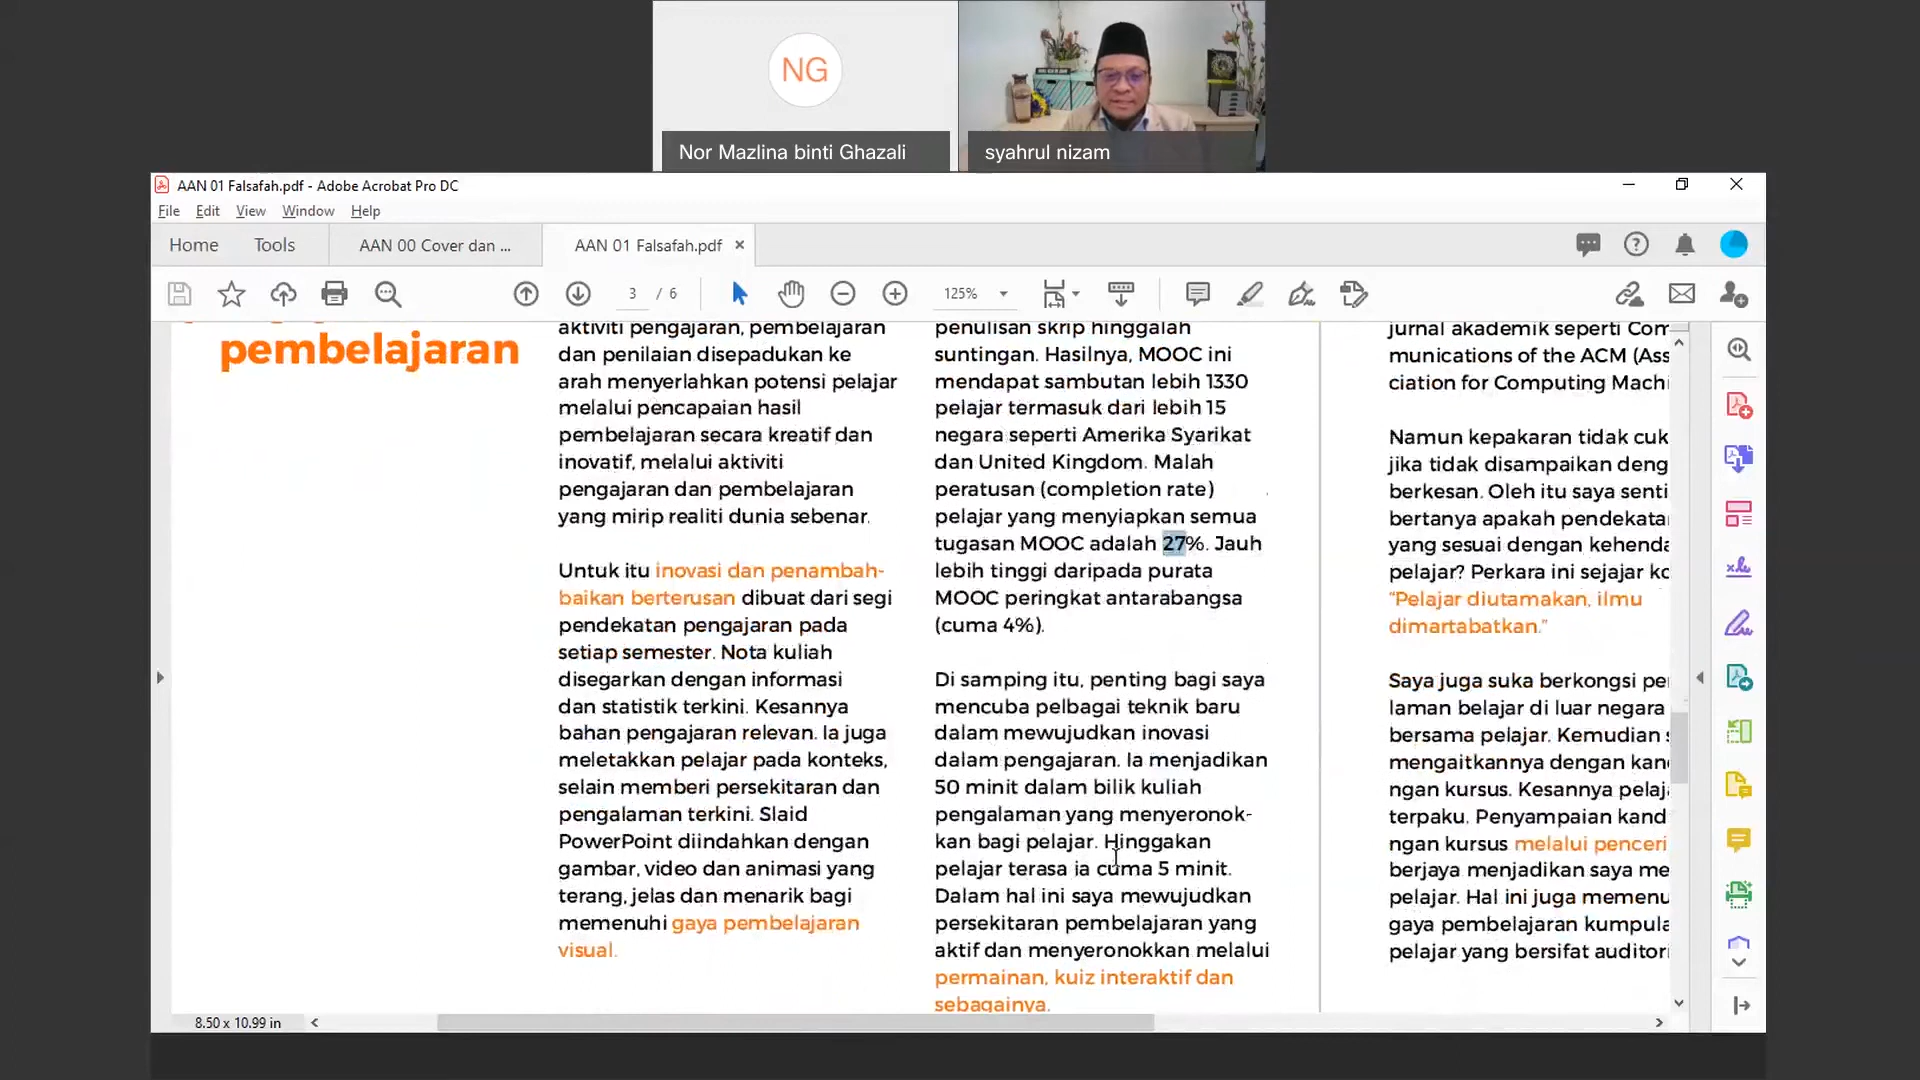 NG
Nor Mazlina binti Ghazali
syahrul nizam
AAN 01 Falsafah.pdf - Adobe Acrobat Pro DC
File Edit View Window Help
Home Tools AAN 00 Cover dan ... AAN 01 Falsafah.pdf
3 / 6 125%
pembelajaran
aktiviti pengajaran, pembelajaran
dan penilaian disepadukan ke
arah menyerlahkan potensi pelajar
melalui pencapaian hasil
pembelajaran secara kreatif dan
inovatif, melalui aktiviti
pengajaran dan pembelajaran
yang mirip realiti dunia sebenar.
Untuk itu inovasi dan penambah-
baikan berterusan dibuat dari segi
pendekatan pengajaran pada
setiap semester. Nota kuliah
disegarkan dengan informasi
dan statistik terkini. Kesannya
bahan pengajaran relevan. Ia juga
meletakkan pelajar pada konteks,
selain memberi persekitaran dan
pengalaman terkini. Slaid
PowerPoint diindahkan dengan
gambar, video dan animasi yang
terang, jelas dan menarik bagi
memenuhi gaya pembelajaran
visual.
penulisan skrip hinggalah
suntingan. Hasilnya, MOOC ini
mendapat sambutan lebih 1330
pelajar termasuk dari lebih 15
negara seperti Amerika Syarikat
dan United Kingdom. Malah
peratusan (completion rate)
pelajar yang menyiapkan semua
tugasan MOOC adalah 27%. Jauh
lebih tinggi daripada purata
MOOC peringkat antarabangsa
(cuma 4%).
Di samping itu, penting bagi saya
mencuba pelbagai teknik baru
dalam mewujudkan inovasi
dalam pengajaran. Ia menjadikan
50 minit dalam bilik kuliah
pengalaman yang menyeronok-
kan bagi pelajar. Hinggakan
pelajar terasa ia cuma 5 minit.
Dalam hal ini saya mewujudkan
persekitaran pembelajaran yang
aktif dan menyeronokkan melalui
permainan, kuiz interaktif dan
sebagainya.
jurnal akademik seperti Com
munications of the ACM (Ass
ciation for Computing Machi
Namun kepakaran tidak cuk
jika tidak disampaikan deng
berkesan. Oleh itu saya senti
bertanya apakah pendekata
yang sesuai dengan kehenda
pelajar? Perkara ini sejajar ko
"Pelajar diutamakan, ilmu
dimartabatkan."
Saya juga suka berkongsi pe
laman belajar di luar negara
bersama pelajar. Kemudian s
mengaitkannya dengan kan
ngan kursus. Kesannya pelaj
terpaku. Penyampaian kand
ngan kursus melalui penceri
berjaya menjadikan saya me
pelajar. Hal ini juga memenu
gaya pembelajaran kumpula
pelajar yang bersifat auditori
8.50 x 10.99 in